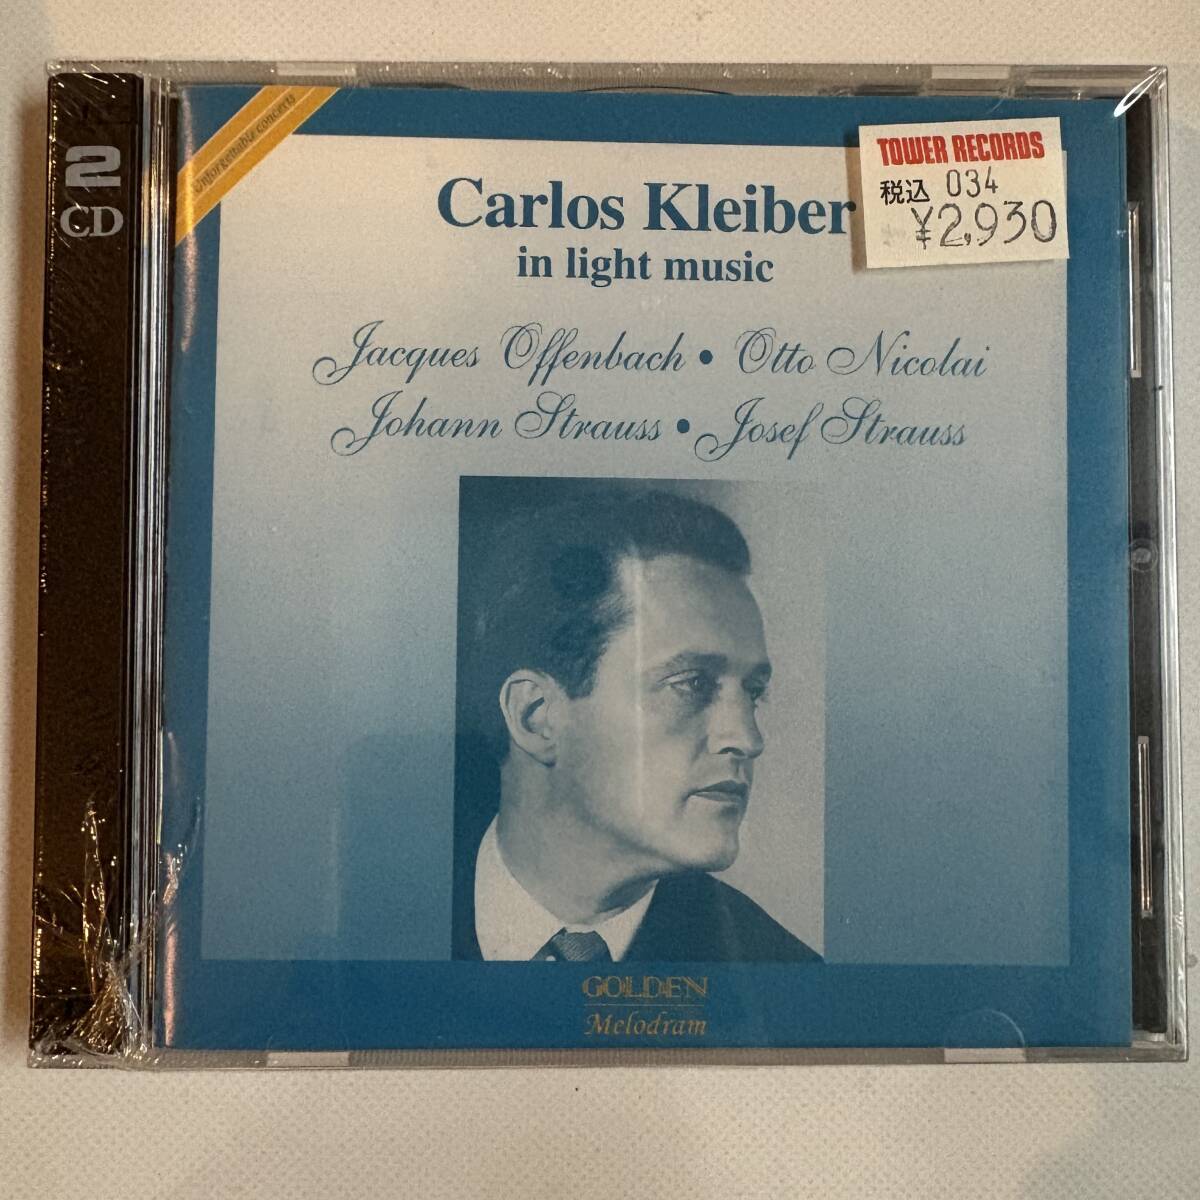 Unforgettable concerts
2
CD
TOWER RECORDS
税込 034
¥2,930
Carlos Kleiber
in light music
Jacques Offenbach • Otto Nicolai
Johann Strauss • Josef Strauss
GOLDEN
Melodram